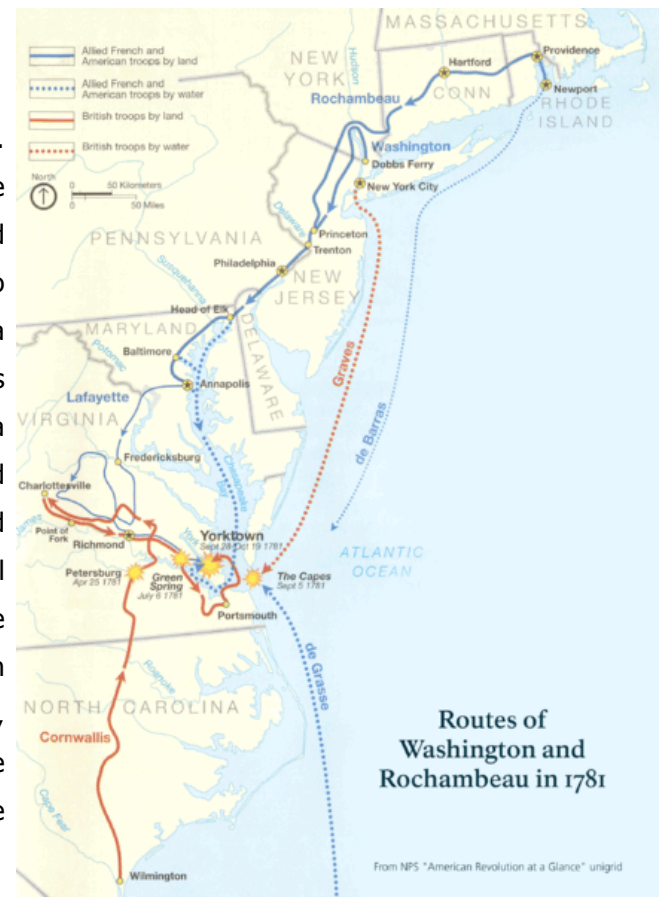 MASSACHUSETTS
Allied French and
American troops by land
Allied French and
American troops by water
British troops by land
British troops by water
North
50 Kilometers
50 Miles
NEW
YORK
Hudson
Hartford
Providence
Rochambeau
CONN
Newport
RHODE
ISLAND
Washington
Dobbs Ferry
New York City
Delaware
Princeton
PENNSYLVANIA
Trenton
Susquehanna
Philadelphia
NEW
JERSEY
Head of Elk
MARYLAND
DELAWARE
Baltimore
Potomac
Annapolis
Graves
Lafayette
de Barras
VIRGINIA
Fredericksburg
Chesapeake
Bay
Charlottesville
James
Point of
Fork
Richmond
York
Yorktown
Sept 28-Oct 19 1781
ATLANTIC
OCEAN
Petersburg
Apr 25 1781
Green
Spring
July 6 1781
The Capes
Sept 5 1781
Portsmouth
de Grasse
Roanoke
NORTH CAROLINA
Cornwallis
Cape Fear
Wilmington
Routes of
Washington and
Rochambeau in 1781
From NPS "American Revolution at a Glance" unigrid